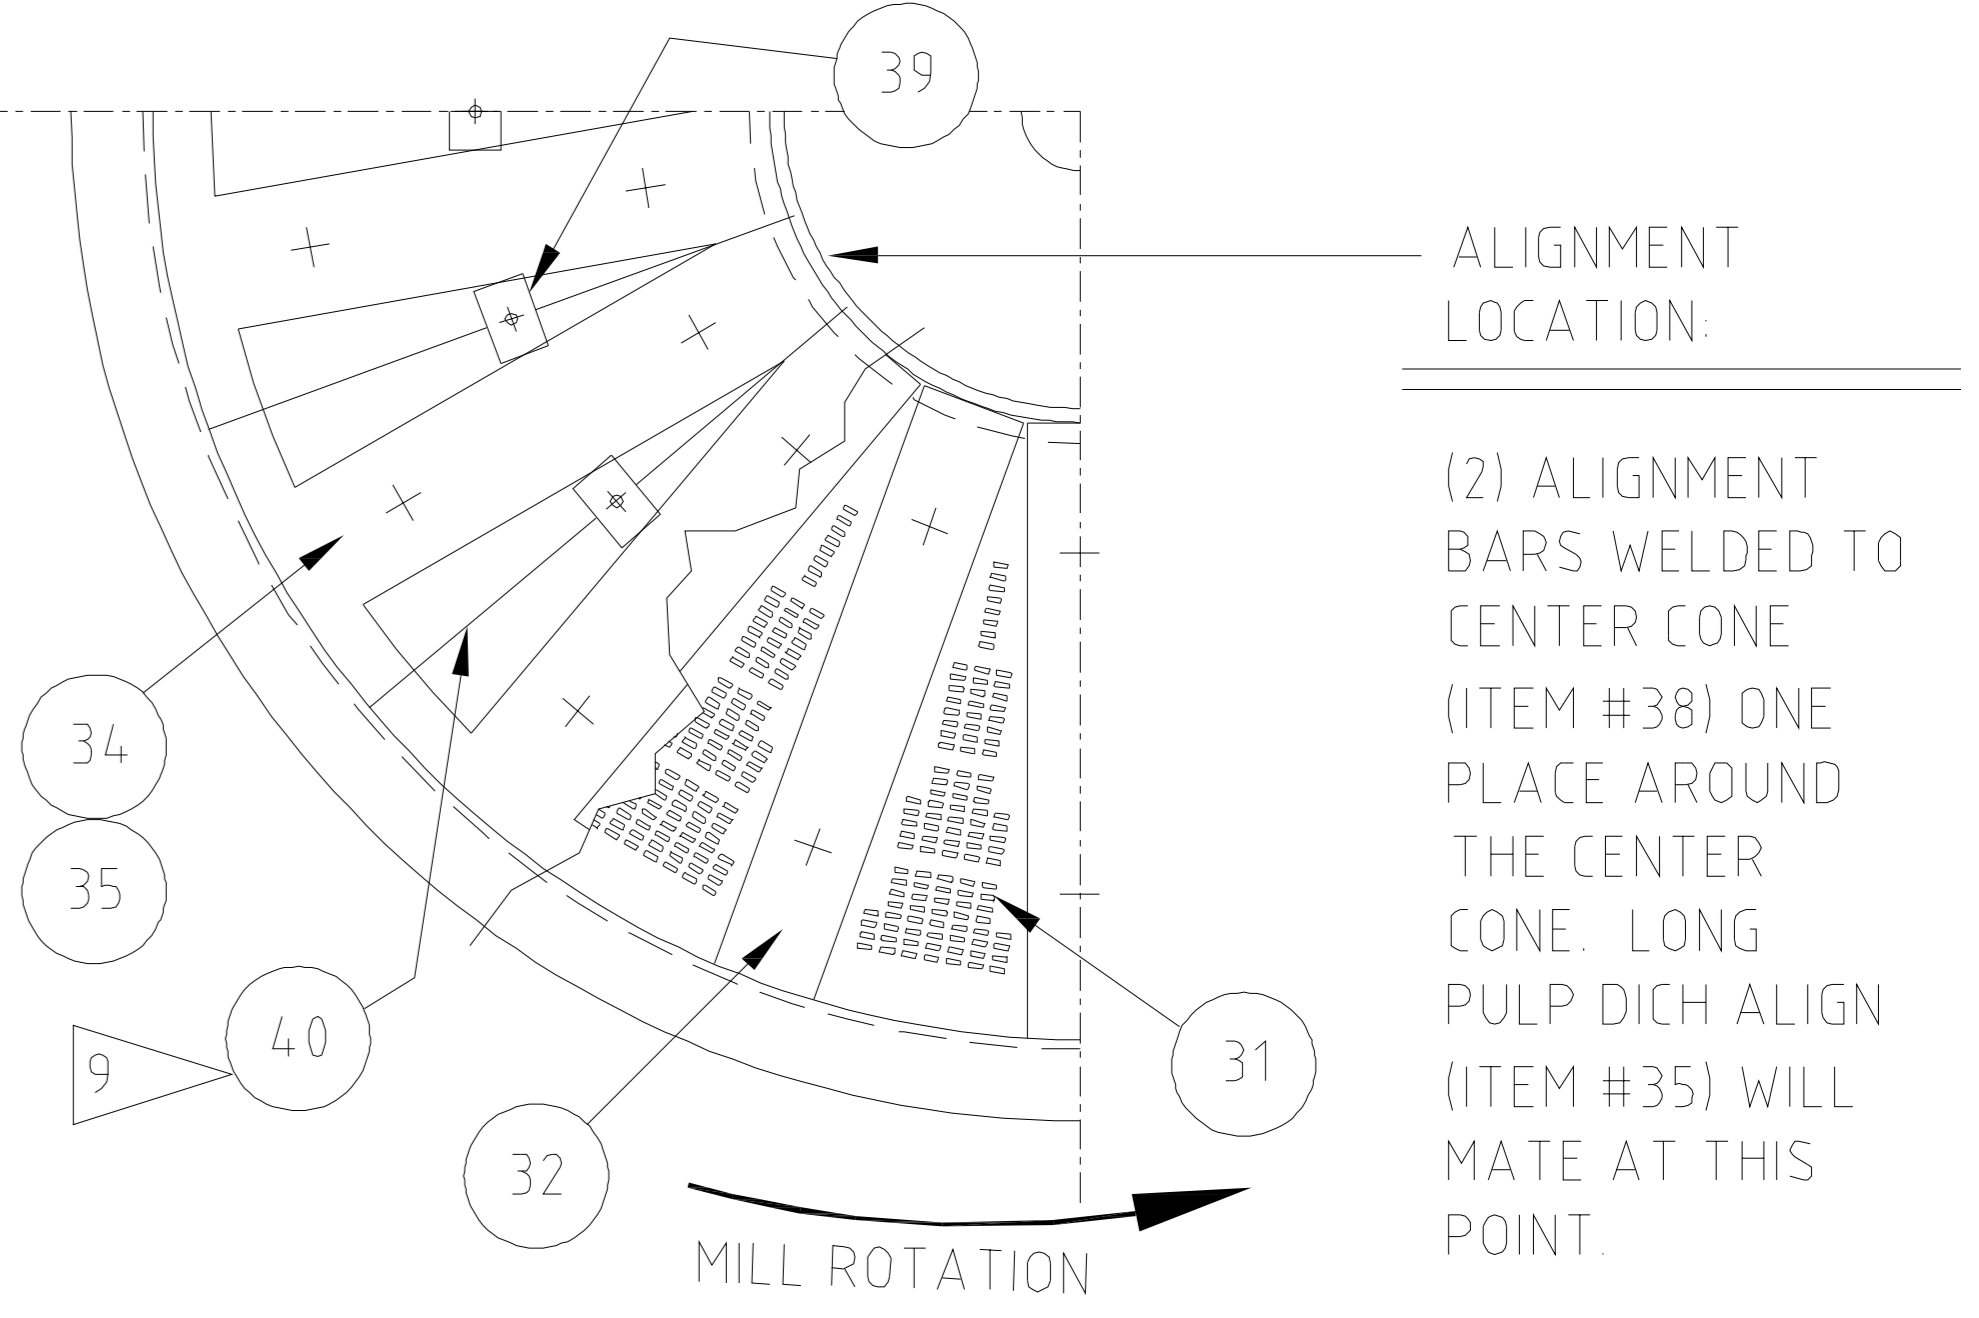 39
ALIGNMENT
LOCATION:
(2) ALIGNMENT
BARS WELDED TO
CENTER CONE
(ITEM #38) ONE
PLACE AROUND
THE CENTER
CONE. LONG
PULP DICH ALIGN
(ITEM #35) WILL
MATE AT THIS
POINT.
34
35
40
9
31
32
MILL ROTATION